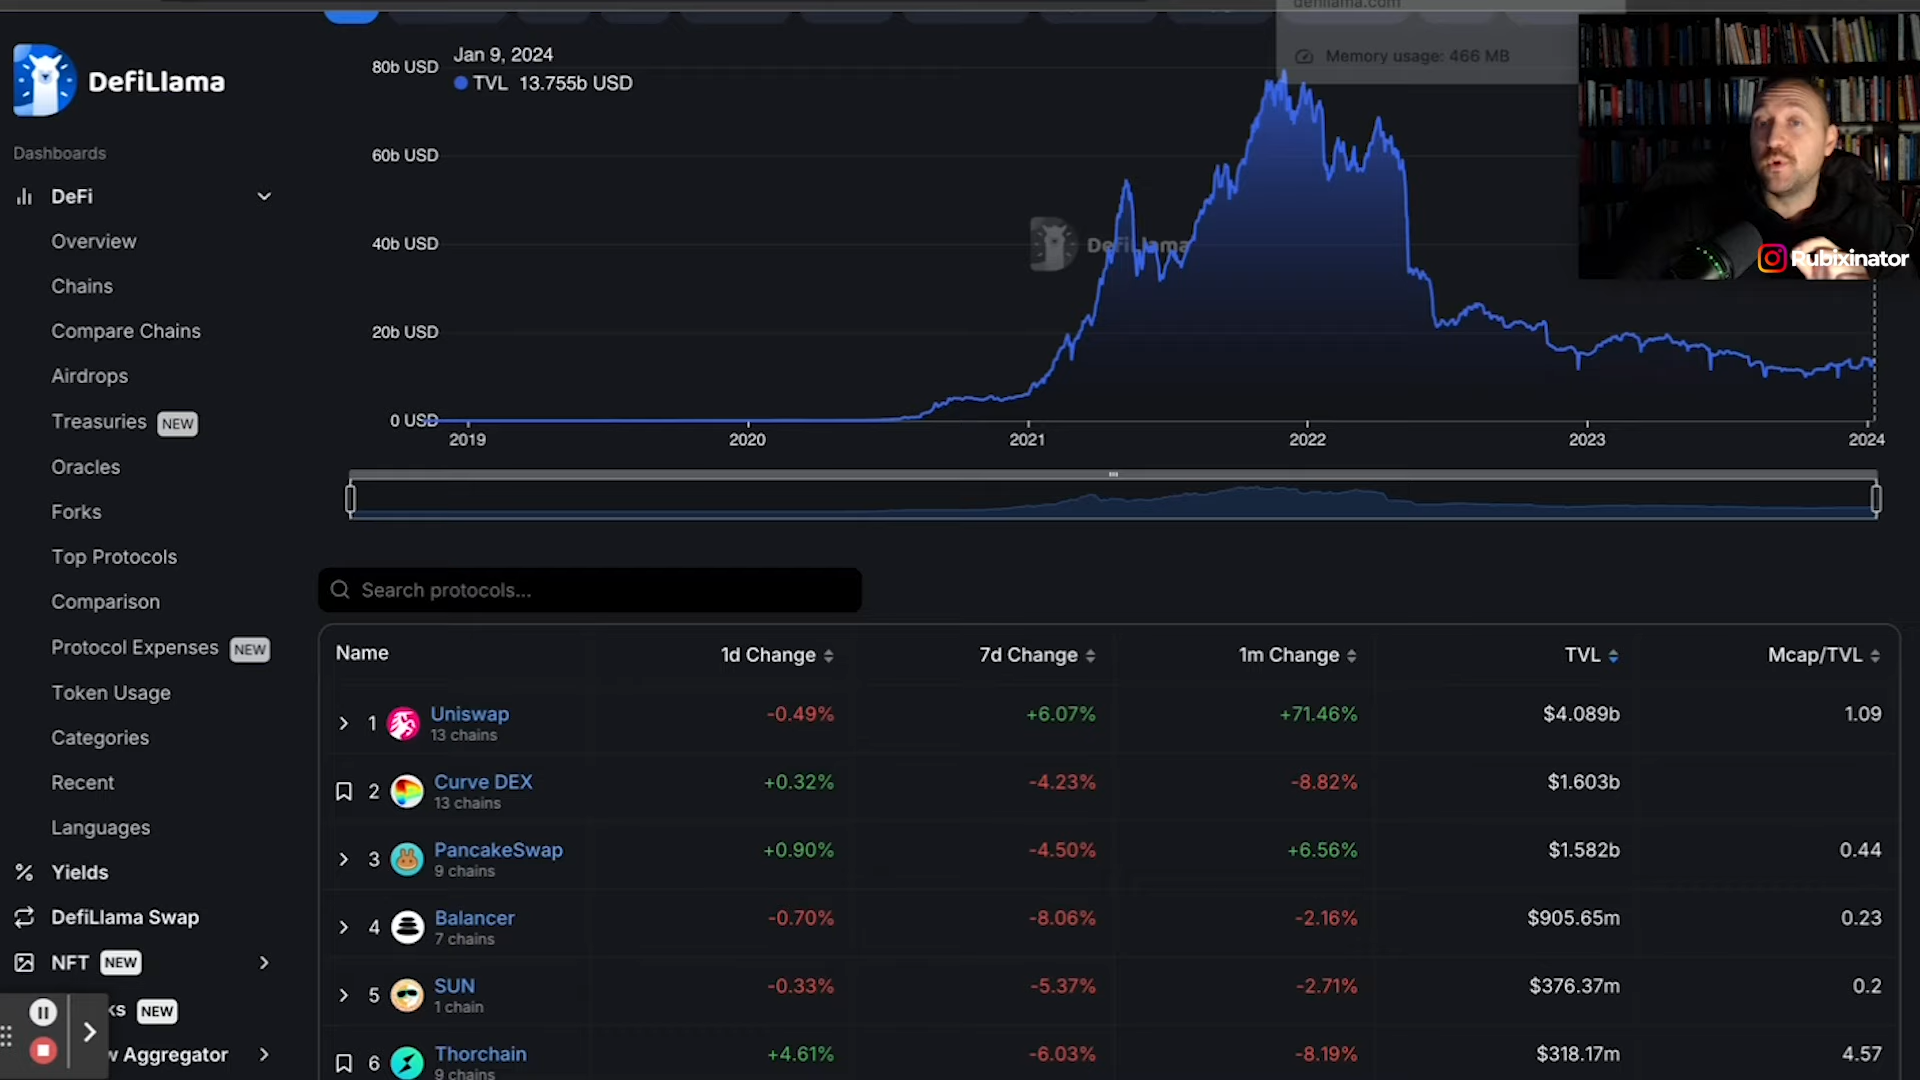 defillama.com
Memory usage: 466 MB
DefiLlama
Jan 9, 2024
TVL 13.755b USD
80b USD
60b USD
40b USD
20b USD
0 USD
DefiLlama
2019 2020 2021 2022 2023 2024
Rubixinator
Dashboards
DeFi
Overview
Chains
Compare Chains
Airdrops
Treasuries NEW
Oracles
Forks
Top Protocols
Comparison
Protocol Expenses NEW
Token Usage
Categories
Recent
Languages
Yields
DefiLlama Swap
NFT NEW
ks NEW
w Aggregator
Search protocols...
Name 1d Change 7d Change 1m Change TVL Mcap/TVL
1 Uniswap -0.49% +6.07% +71.46% $4.089b 1.09
13 chains
2 Curve DEX +0.32% -4.23% -8.82% $1.603b
13 chains
3 PancakeSwap +0.90% -4.50% +6.56% $1.582b 0.44
9 chains
4 Balancer -0.70% -8.06% -2.16% $905.65m 0.23
7 chains
5 SUN -0.33% -5.37% -2.71% $376.37m 0.2
1 chain
6 Thorchain +4.61% -6.03% -8.19% $318.17m 4.57
9 chains